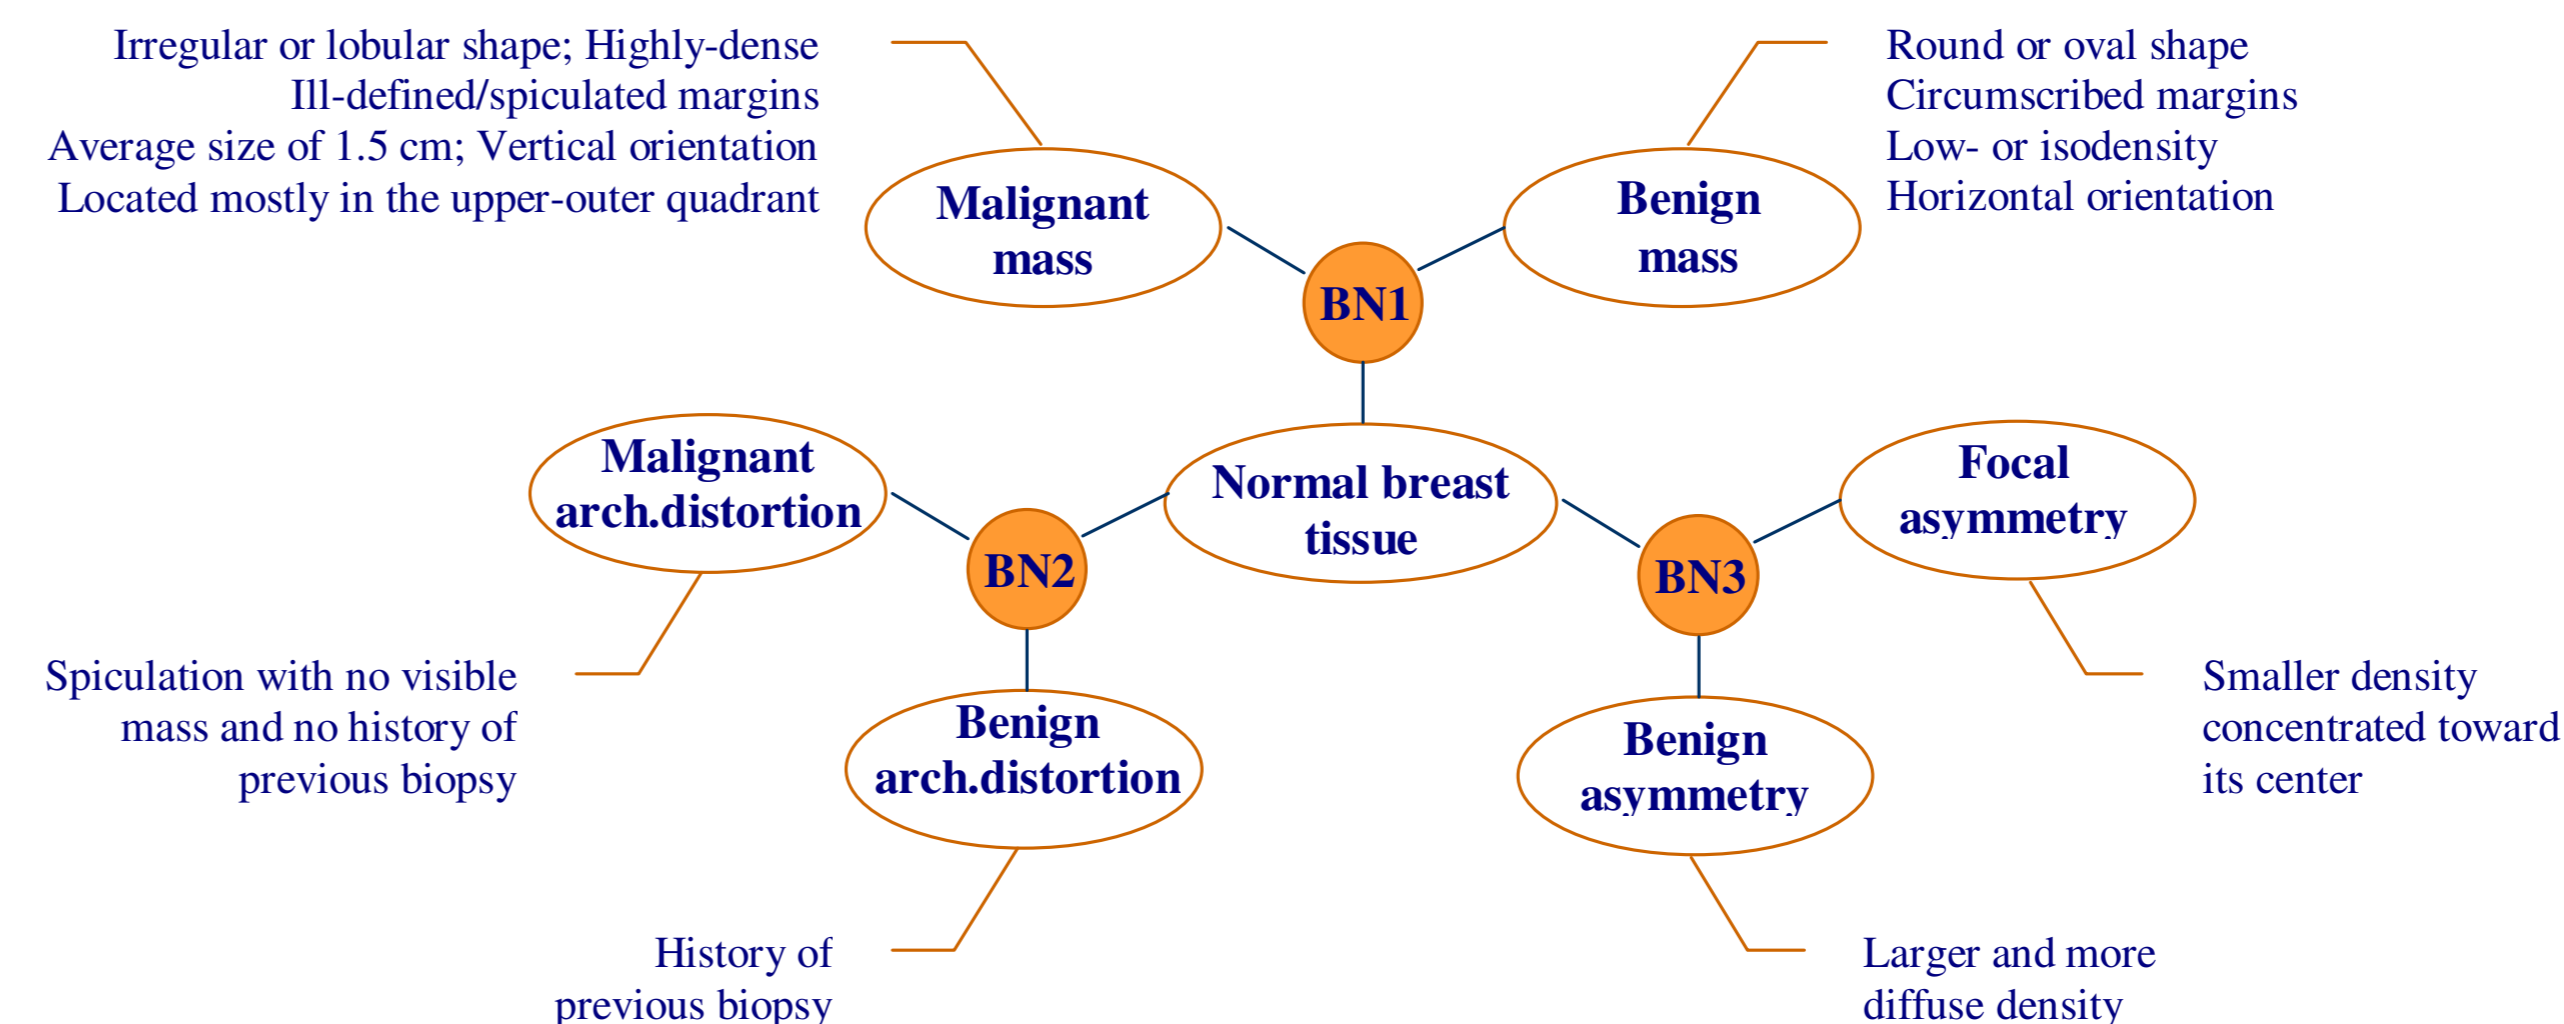 Irregular or lobular shape; Highly-dense
Ill-defined/spiculated margins
Average size of 1.5 cm; Vertical orientation
Located mostly in the upper-outer quadrant
Round or oval shape
Circumscribed margins
Low- or isodensity
Horizontal orientation
Malignant
mass
Benign
mass
BN1
Malignant
arch.distortion
Normal breast
tissue
Focal
asymmetry
BN2
BN3
Spiculation with no visible
mass and no history of
previous biopsy
Benign
arch.distortion
Benign
asymmetry
Smaller density
concentrated toward
its center
History of
previous biopsy
Larger and more
diffuse density